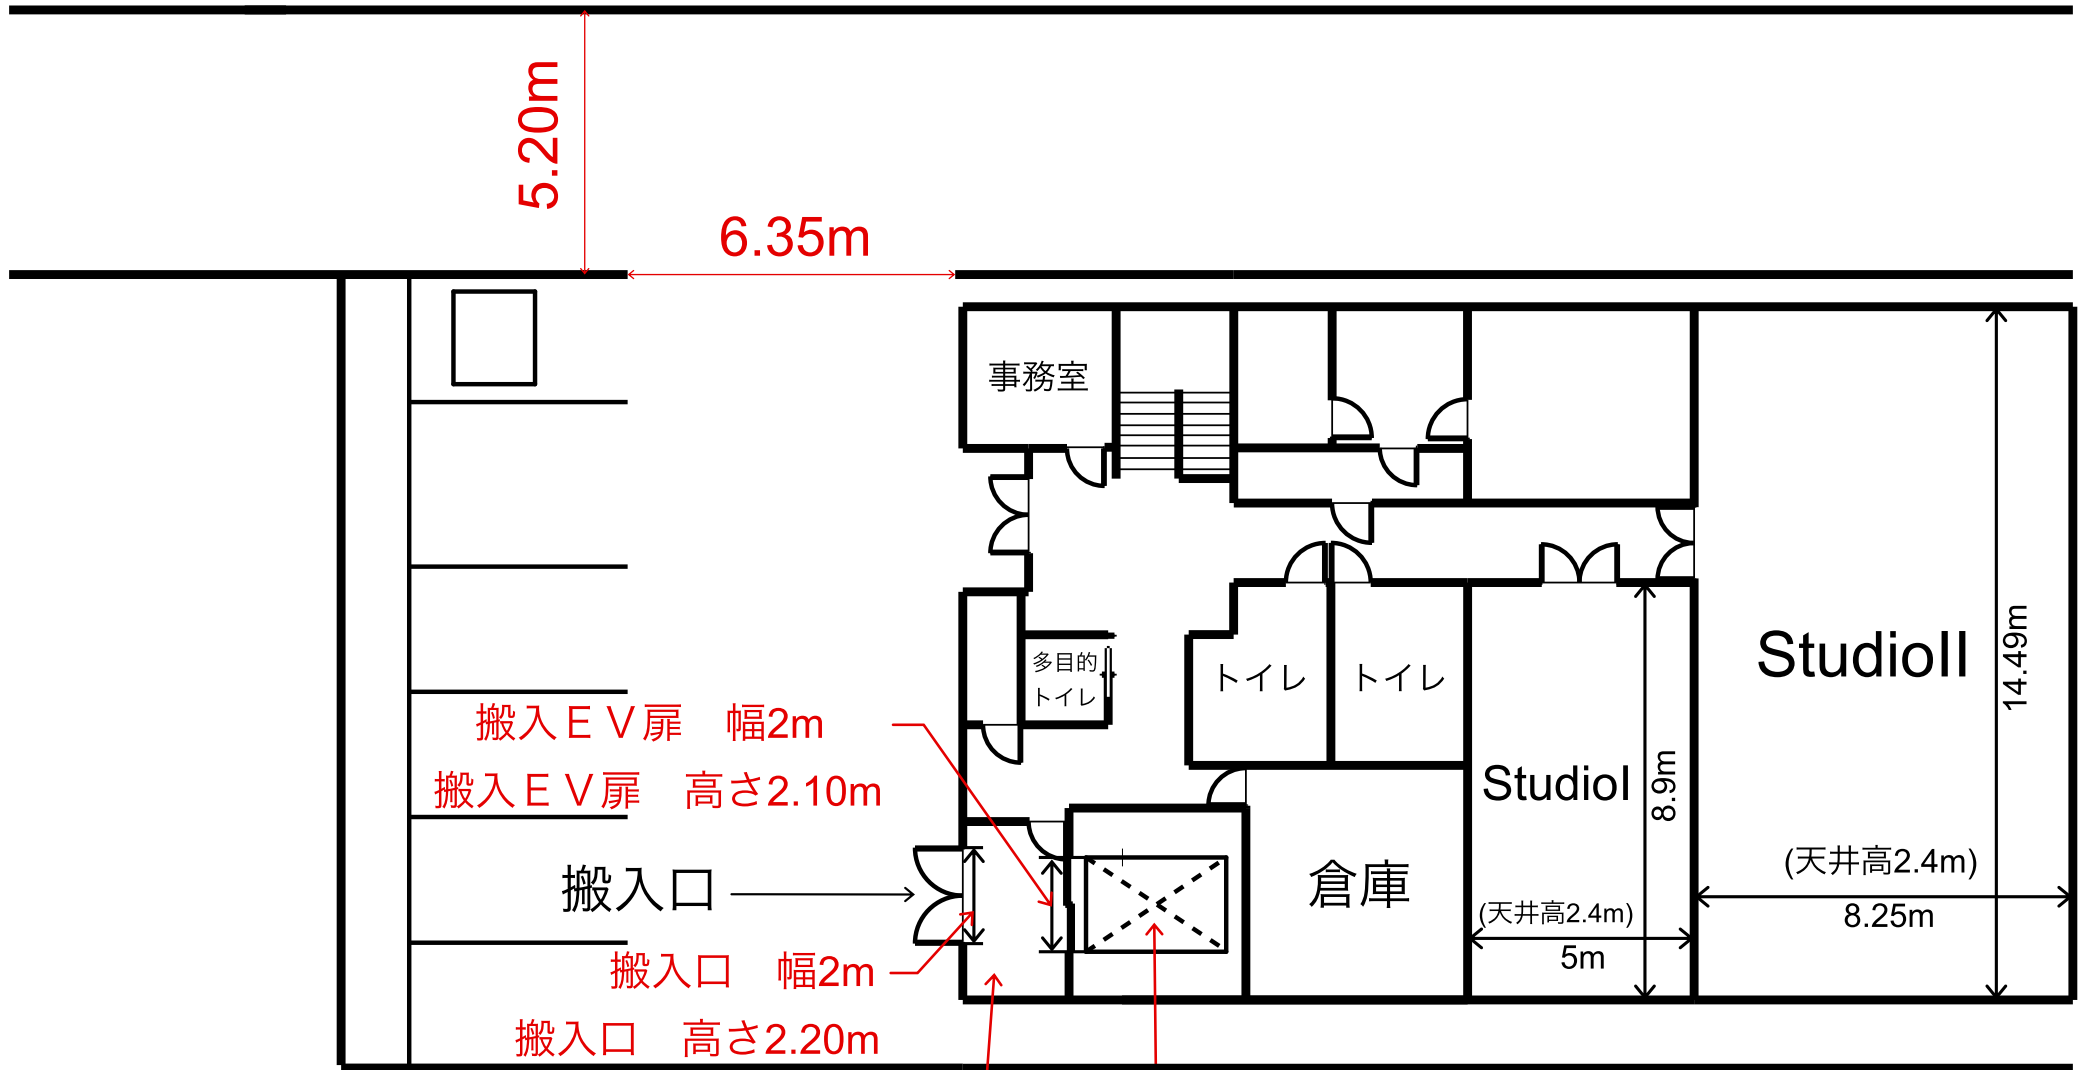 5.20m
6.35m
事務室
多目的
トイレ
トイレ
トイレ
StudioII
14.49m
搬入ＥＶ扉　幅2m
搬入ＥＶ扉　高さ2.10m
StudioI
8.9m
搬入口
倉庫
(天井高2.4m)
8.25m
(天井高2.4m)
5m
搬入口　幅2m
搬入口　高さ2.20m